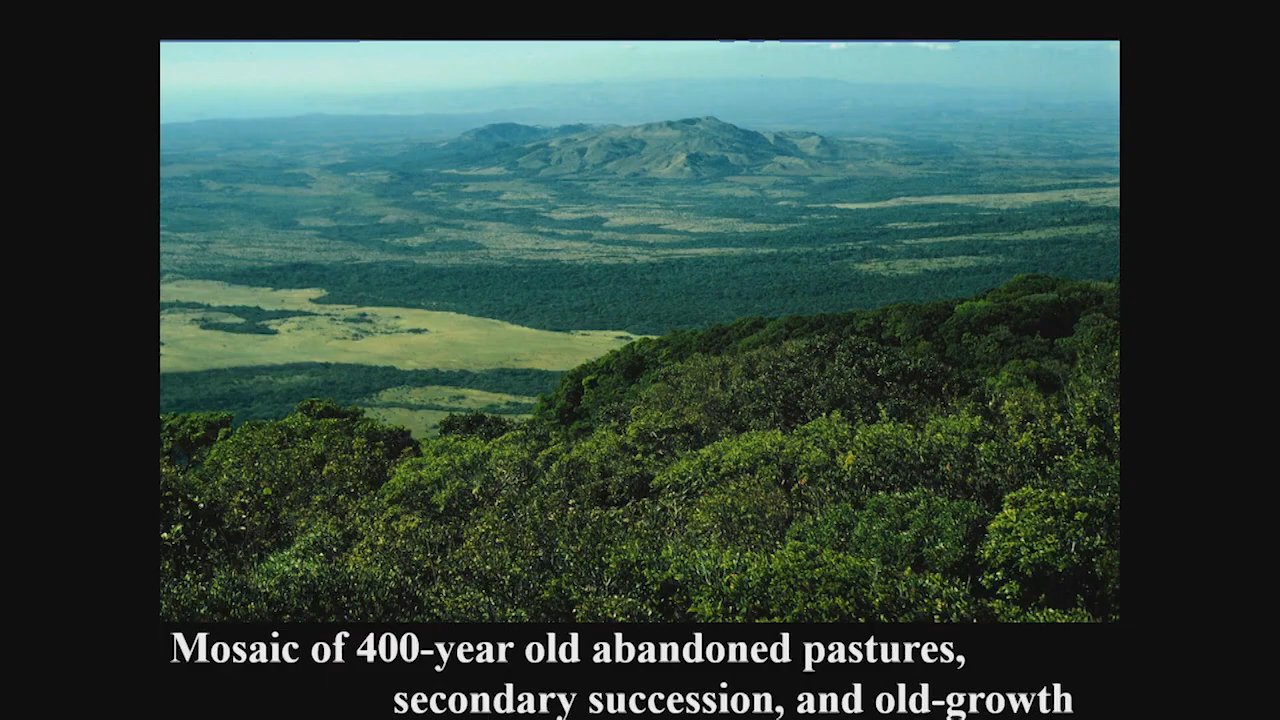 Mosaic of 400-year old abandoned pastures,
secondary succession, and old-growth